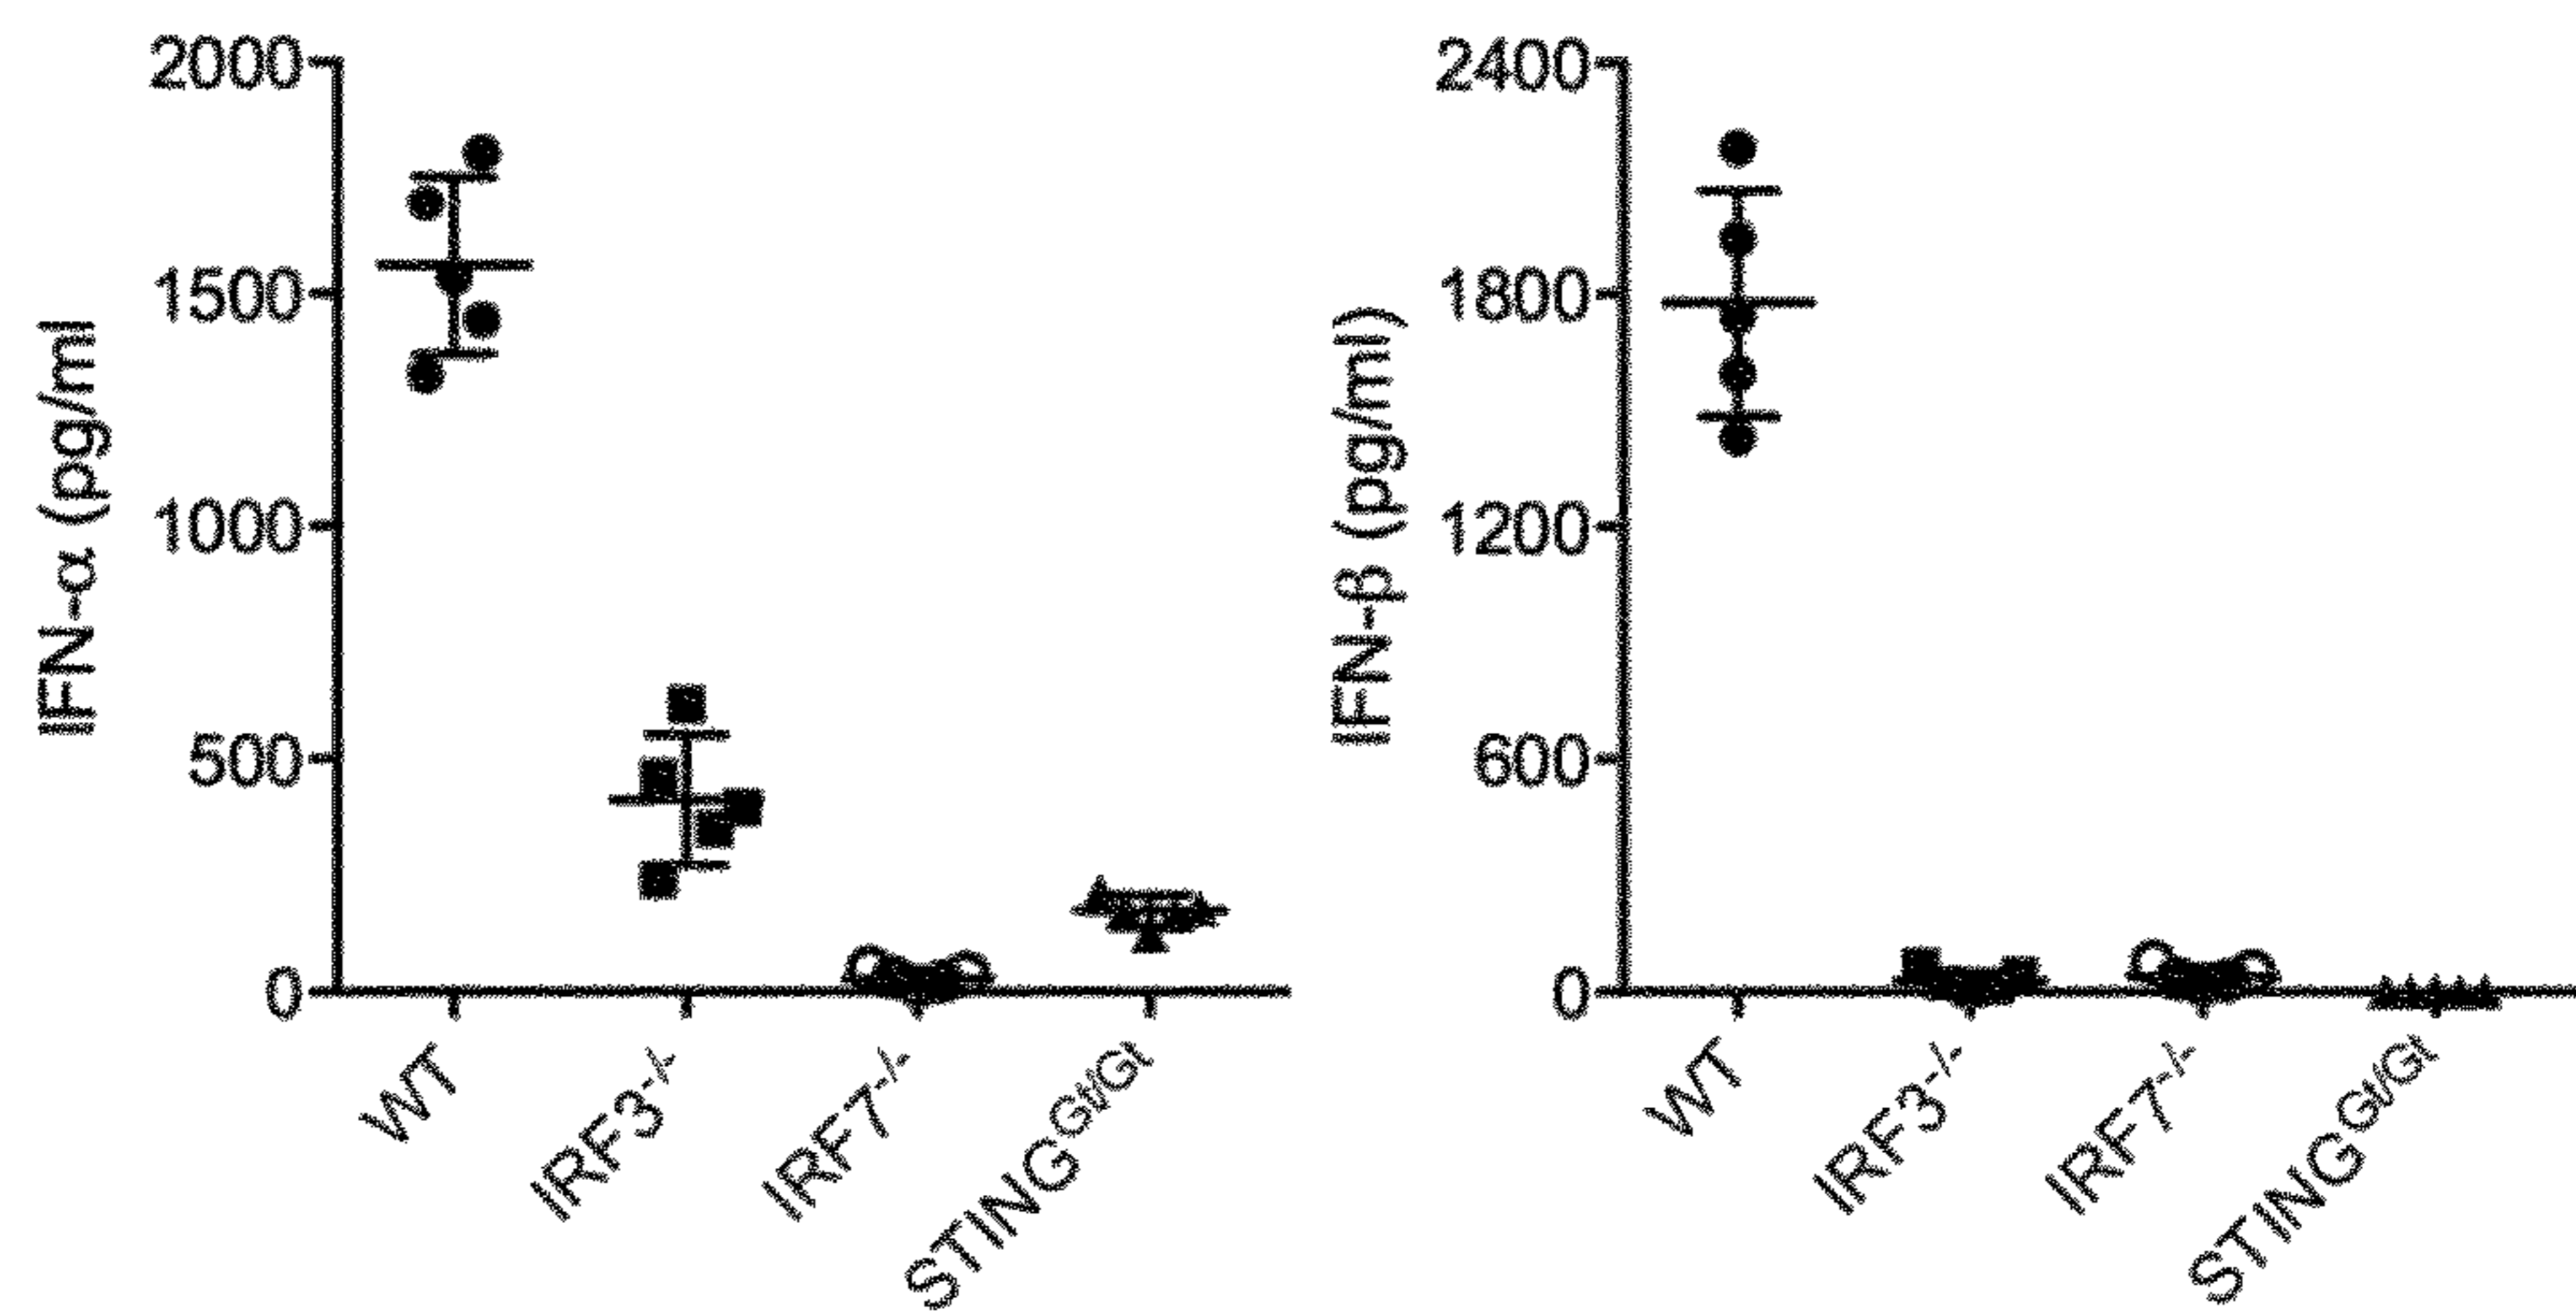 IFN-α (pg/ml
2000
1500
1000
500
0
WT
IRF3-/-
IRF7-/-
STINGGt/Gt
IFN-β (pg/ml)
2400
1800
1200
600
0
WT
IRF3-/-
IRF7-/-
STINGGt/Gt